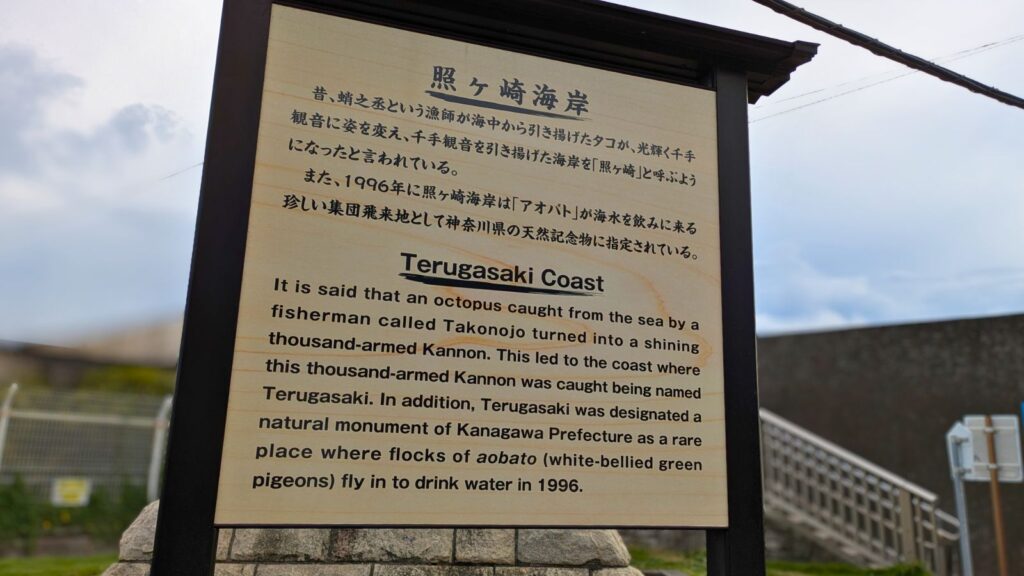 照ヶ崎海岸
昔、蛸之丞という漁師が海中から引き揚げたタコが、光輝く千手
観音に姿を変え、千手観音を引き揚げた海岸を「照ヶ崎」と呼ぶよう
になったと言われている。
また、1996年に照ヶ崎海岸は「アオバト」が海水を飲みに来る
珍しい集団飛来地として神奈川県の天然記念物に指定されている。
Terugasaki Coast
It is said that an octopus caught from the sea by a
fisherman called Takonojo turned into a shining
thousand-armed Kannon. This led to the coast where
this thousand-armed Kannon was caught being named
Terugasaki. In addition, Terugasaki was designated a
natural monument of Kanagawa Prefecture as a rare
place where flocks of aobato (white-bellied green
pigeons) fly in to drink water in 1996.